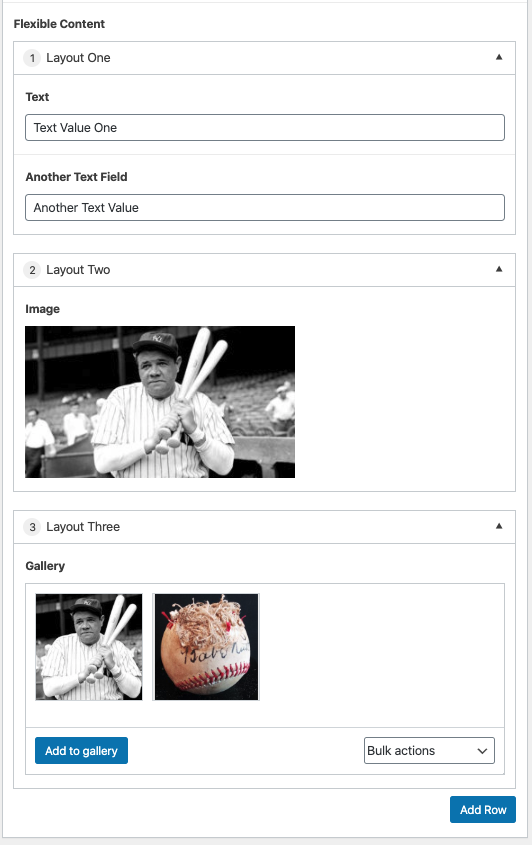 Flexible Content
1 Layout One
Text
Text Value One
Another Text Field
Another Text Value
2 Layout Two
Image
NY
3 Layout Three
Gallery
Add to gallery
Bulk actions
Add Row